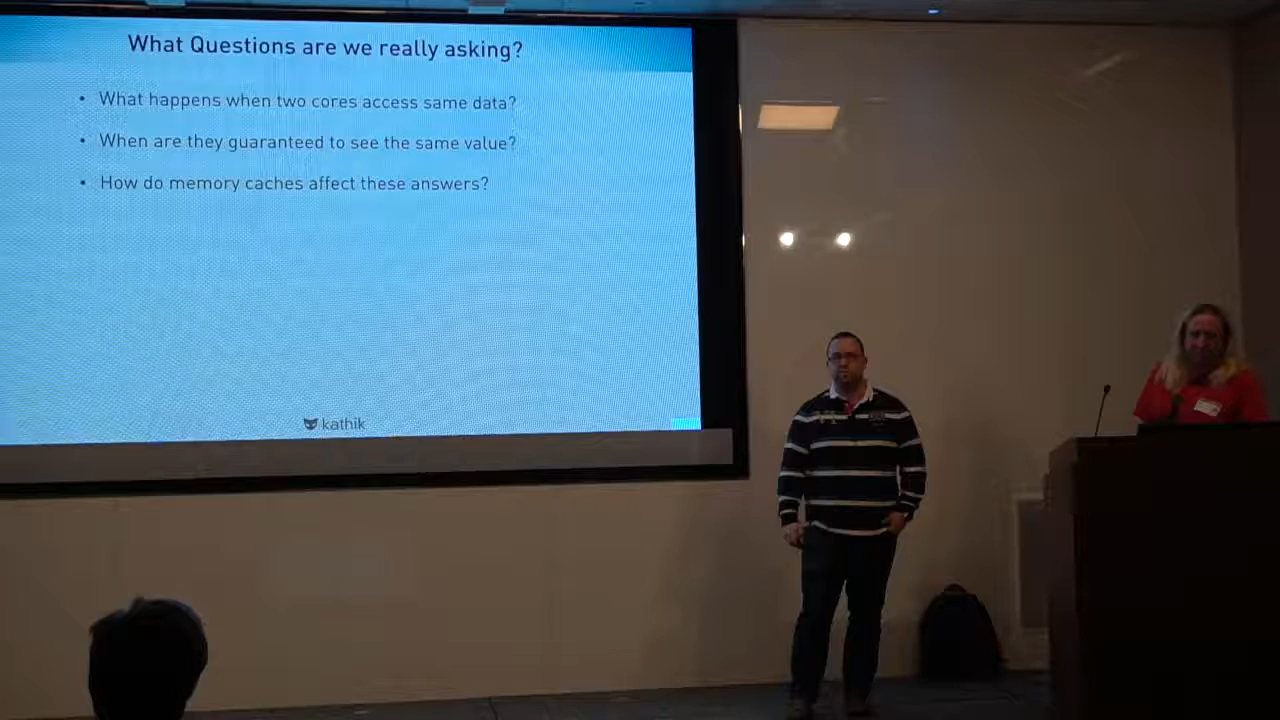 What Questions are we really asking?
• What happens when two cores access same data?
• When are they guaranteed to see the same value?
• How do memory caches affect these answers?
kathik